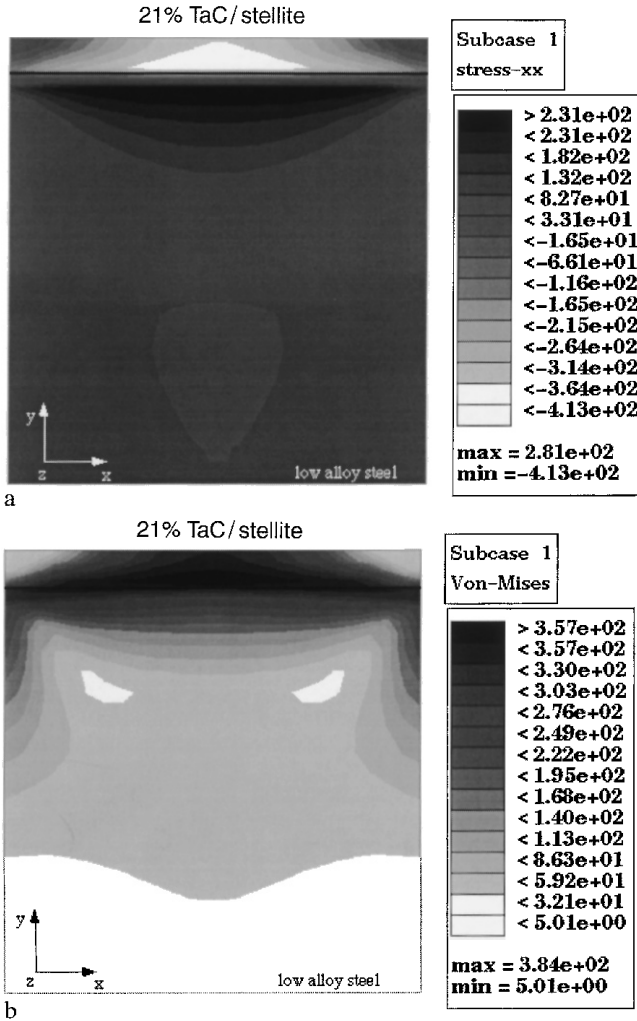 21% TaC/stellite
Subcase 1
stress-xx
> 2.31e+02
< 2.31e+02
< 1.82e+02
< 1.32e+02
< 8.27e+01
< 3.31e+01
<-1.65e+01
<-6.61e+01
<-1.16e+02
<-1.65e+02
<-2.15e+02
<-2.64e+02
<-3.14e+02
<-3.64e+02
<-4.13e+02
max = 2.81e+02
min =-4.13e+02
y
z
x
low alloy steel
a
21% TaC/stellite
Subcase 1
Von-Mises
> 3.57e+02
< 3.57e+02
< 3.30e+02
< 3.03e+02
< 2.76e+02
< 2.49e+02
< 2.22e+02
< 1.95e+02
< 1.68e+02
< 1.40e+02
< 1.13e+02
< 8.63e+01
< 5.92e+01
< 3.21e+01
< 5.01e+00
max = 3.84e+02
min = 5.01e+00
y
z
x
low alloy steel
b